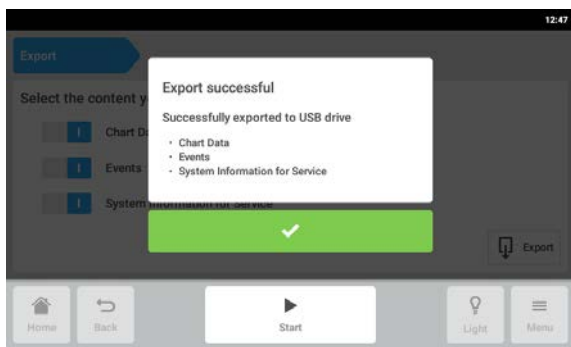 12:47
Export
Select the content y
Export successful
Successfully exported to USB drive
• Chart Data
• Events
• System Information for Service
Chart Da
Events
System Information for Service
Export
Home
Back
Start
Light
Menu